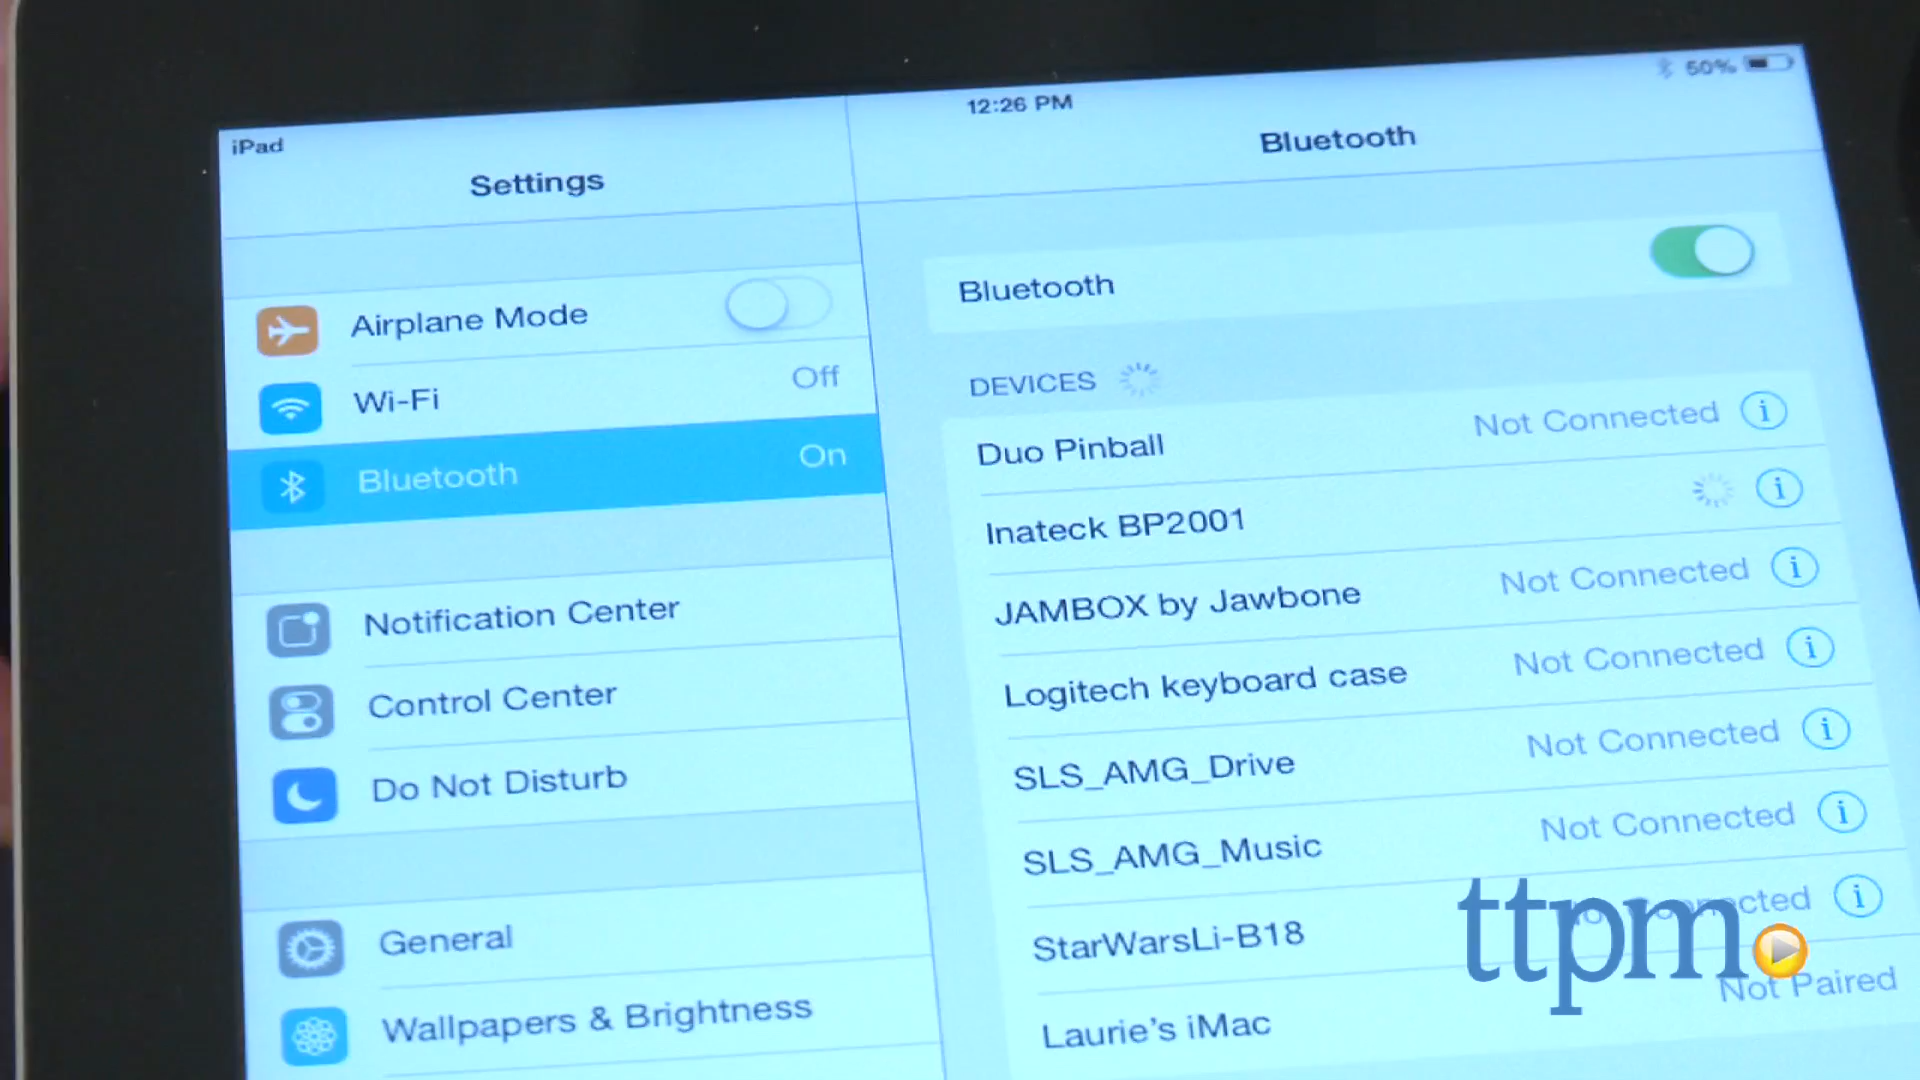 iPad
12:26 PM
50%
Settings
Bluetooth
Airplane Mode
Wi-Fi
Off
Bluetooth
On
Notification Center
Control Center
Do Not Disturb
General
Wallpapers & Brightness
Bluetooth
DEVICES
Duo Pinball
Not Connected
Inateck BP2001
JAMBOX by Jawbone
Not Connected
Logitech keyboard case
Not Connected
SLS_AMG_Drive
Not Connected
SLS_AMG_Music
Not Connected
StarWarsLi-B18
Not Connected
Laurie's iMac
Not Paired
ttpm